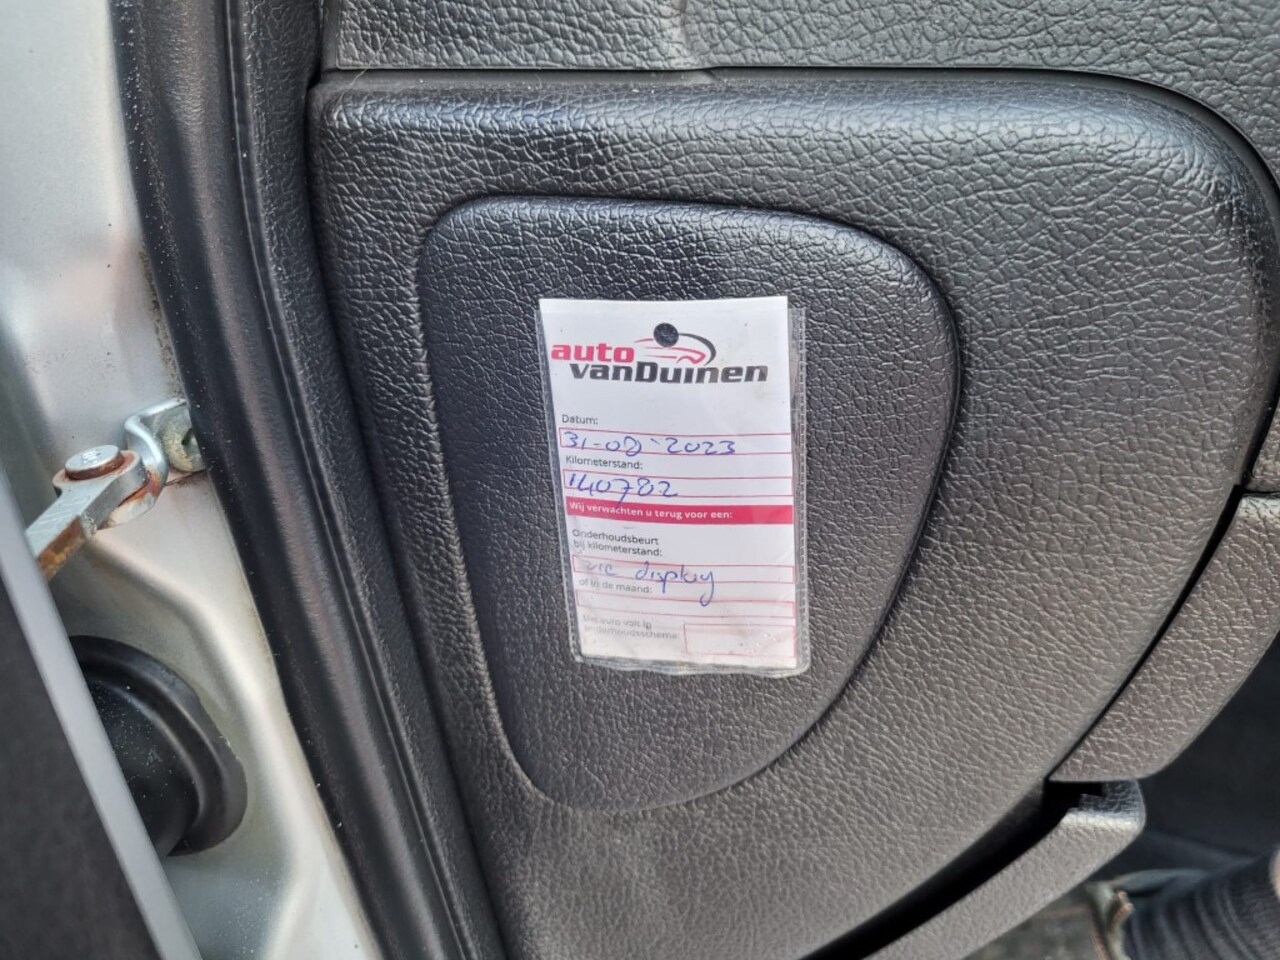 auto
vanDuinen
Datum:
31-08-2023
Kilometerstand:
140782
Wij verwachten u terug voor een:
Onderhoudsbeurt
bij kilometerstand:
zie display
of in de maand:
onderhoudsschema: